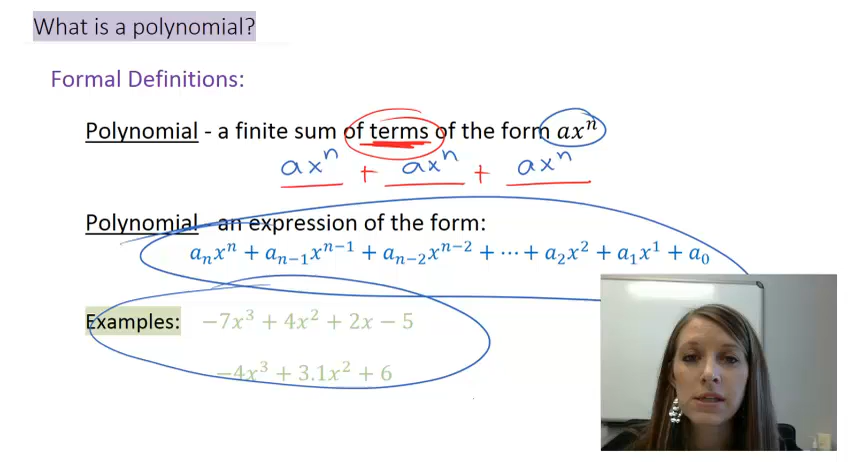 What is a polynomial?
Formal Definitions:
Polynomial - a finite sum of terms of the form axⁿ
axⁿ + axⁿ + axⁿ
Polynomial - an expression of the form:
aₙxⁿ + aₙ₋₁xⁿ⁻¹ + aₙ₋₂xⁿ⁻² + ⋯ + a₂x² + a₁x¹ + a₀
Examples: −7x³ + 4x² + 2x − 5
−4x³ + 3.1x² + 6